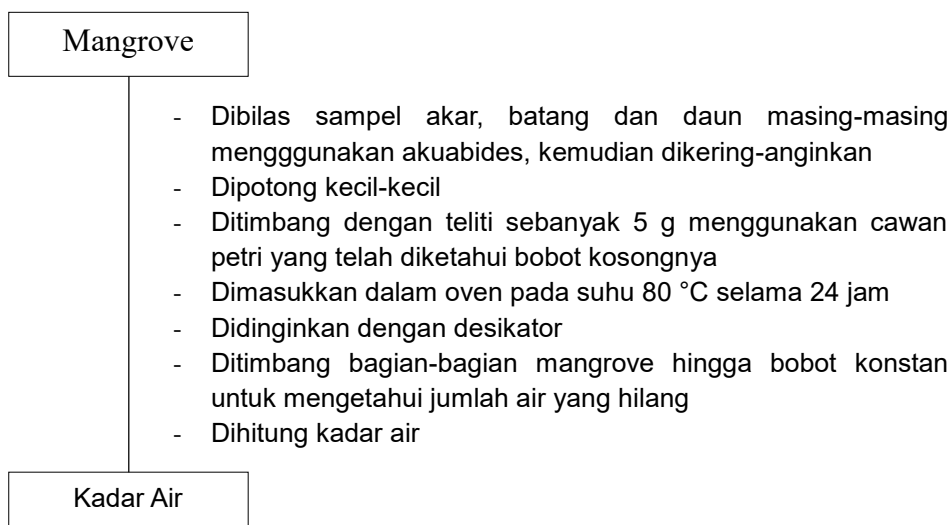 Mangrove
- Dibilas sampel akar, batang dan daun masing-masing
mengggunakan akuabides, kemudian dikering-anginkan
- Dipotong kecil-kecil
- Ditimbang dengan teliti sebanyak 5 g menggunakan cawan
petri yang telah diketahui bobot kosongnya
- Dimasukkan dalam oven pada suhu 80 °C selama 24 jam
- Didinginkan dengan desikator
- Ditimbang bagian-bagian mangrove hingga bobot konstan
untuk mengetahui jumlah air yang hilang
- Dihitung kadar air
Kadar Air